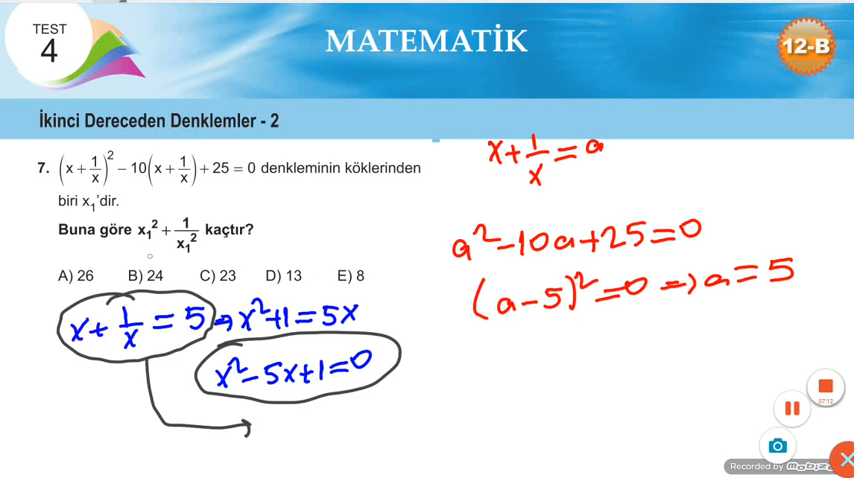 TEST
4
MATEMATİK
12-B
İkinci Dereceden Denklemler - 2
7. (x + 1/x)² – 10(x + 1/x) + 25 = 0 denkleminin köklerinden
biri x₁'dir.
Buna göre x₁² + 1/x₁² kaçtır?
A) 26 B) 24 C) 23 D) 13 E) 8
x + 1/x = a
a² - 10a + 25 = 0
(a - 5)² = 0 => a = 5
x + 1/x = 5 => x² + 1 = 5x
x² - 5x + 1 = 0
07:12
Recorded by mobizen